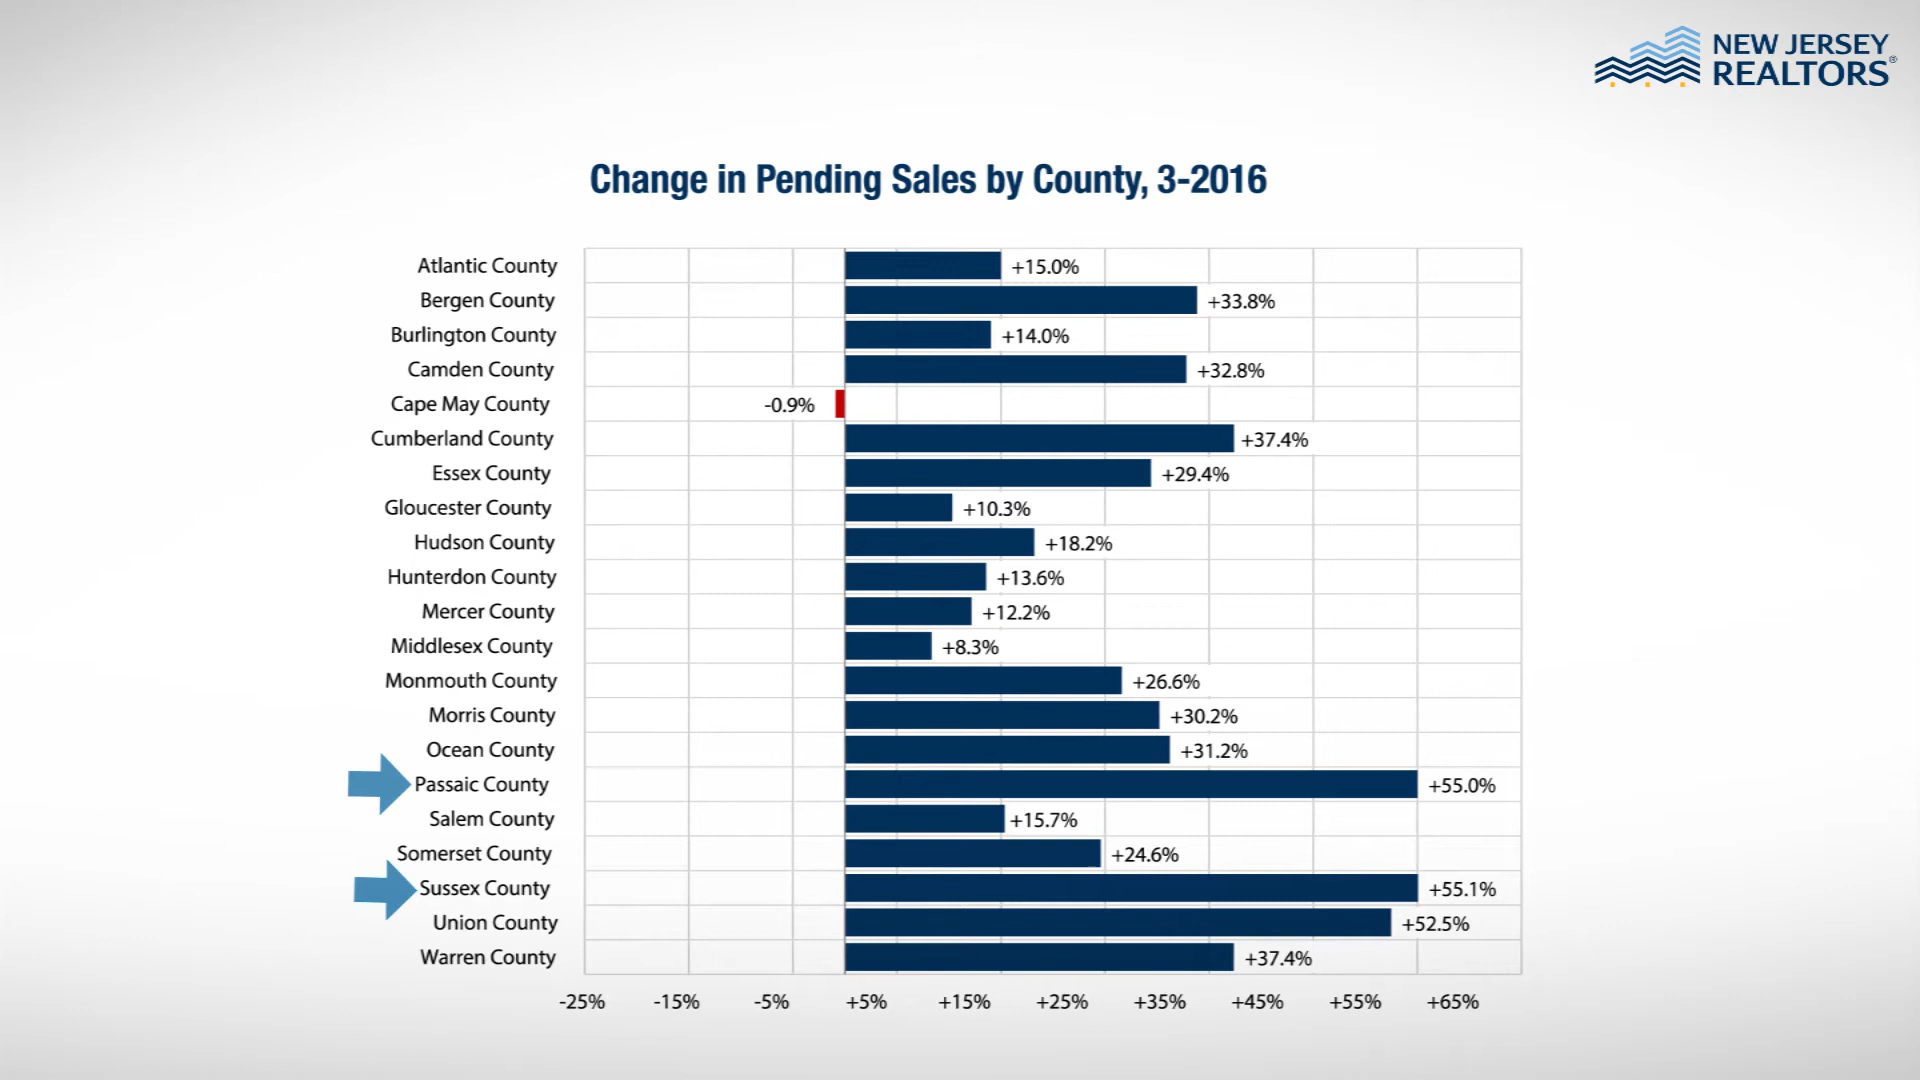 NEW JERSEY
REALTORS®
Change in Pending Sales by County, 3-2016
Atlantic County +15.0%
Bergen County +33.8%
Burlington County +14.0%
Camden County +32.8%
Cape May County -0.9%
Cumberland County +37.4%
Essex County +29.4%
Gloucester County +10.3%
Hudson County +18.2%
Hunterdon County +13.6%
Mercer County +12.2%
Middlesex County +8.3%
Monmouth County +26.6%
Morris County +30.2%
Ocean County +31.2%
Passaic County +55.0%
Salem County +15.7%
Somerset County +24.6%
Sussex County +55.1%
Union County +52.5%
Warren County +37.4%
-25% -15% -5% +5% +15% +25% +35% +45% +55% +65%